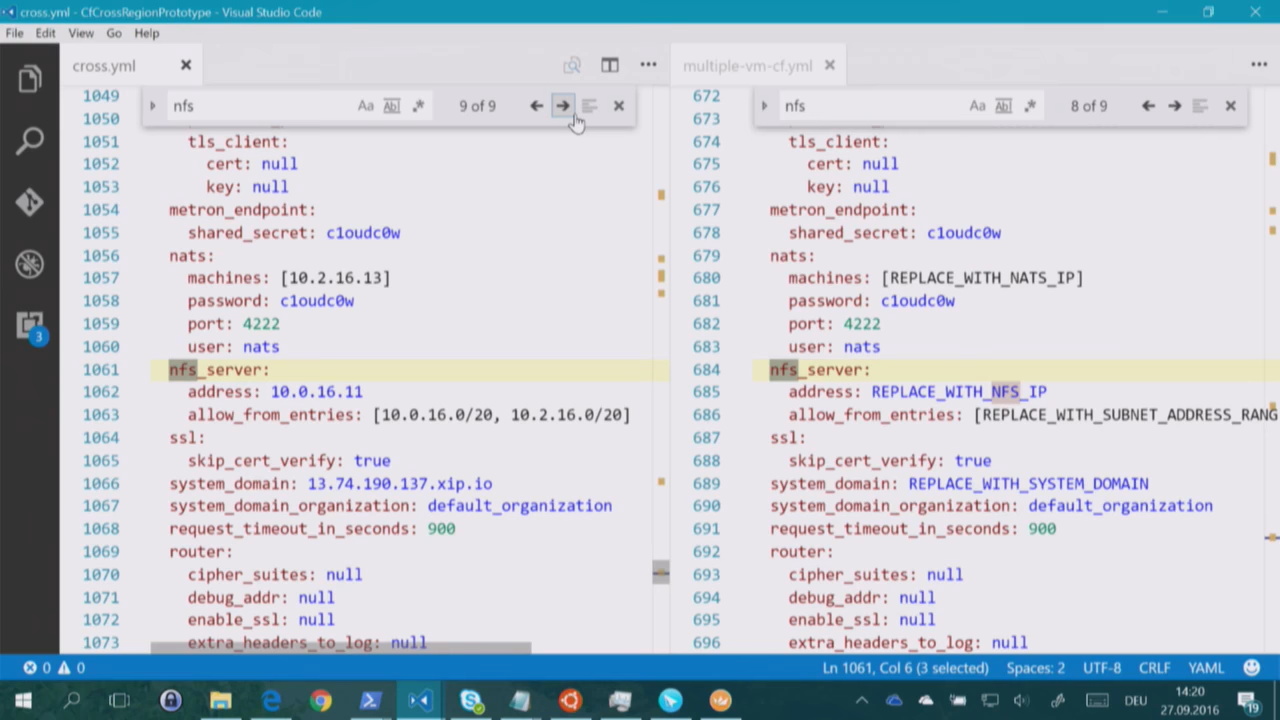 cross.yml - CfCrossRegionPrototype - Visual Studio Code
File Edit View Go Help
cross.yml
multiple-vm-cf.yml
nfs Aa Abl .* 9 of 9
nfs Aa Abl .* 8 of 9
1049
1050
1051 tls_client:
1052 cert: null
1053 key: null
1054 metron_endpoint:
1055 shared_secret: c1oudc0w
1056 nats:
1057 machines: [10.2.16.13]
1058 password: c1oudc0w
1059 port: 4222
1060 user: nats
1061 nfs_server:
1062 address: 10.0.16.11
1063 allow_from_entries: [10.0.16.0/20, 10.2.16.0/20]
1064 ssl:
1065 skip_cert_verify: true
1066 system_domain: 13.74.190.137.xip.io
1067 system_domain_organization: default_organization
1068 request_timeout_in_seconds: 900
1069 router:
1070 cipher_suites: null
1071 debug_addr: null
1072 enable_ssl: null
1073 extra_headers_to_log: null
672
673
674 tls_client:
675 cert: null
676 key: null
677 metron_endpoint:
678 shared_secret: c1oudc0w
679 nats:
680 machines: [REPLACE_WITH_NATS_IP]
681 password: c1oudc0w
682 port: 4222
683 user: nats
684 nfs_server:
685 address: REPLACE_WITH_NFS_IP
686 allow_from_entries: [REPLACE_WITH_SUBNET_ADDRESS_RANG
687 ssl:
688 skip_cert_verify: true
689 system_domain: REPLACE_WITH_SYSTEM_DOMAIN
690 system_domain_organization: default_organization
691 request_timeout_in_seconds: 900
692 router:
693 cipher_suites: null
694 debug_addr: null
695 enable_ssl: null
696 extra_headers_to_log: null
3
0 0
Ln 1061, Col 6 (3 selected) Spaces: 2 UTF-8 CRLF YAML
DEU
14:20
27.09.2016
19